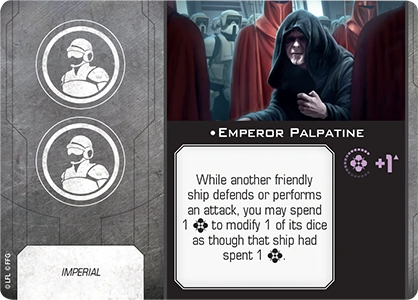 • EMPEROR PALPATINE
+1
While another friendly
ship defends or performs
an attack, you may spend
1 to modify 1 of its dice
as though that ship had
spent 1 .
IMPERIAL
© LFL © FFG